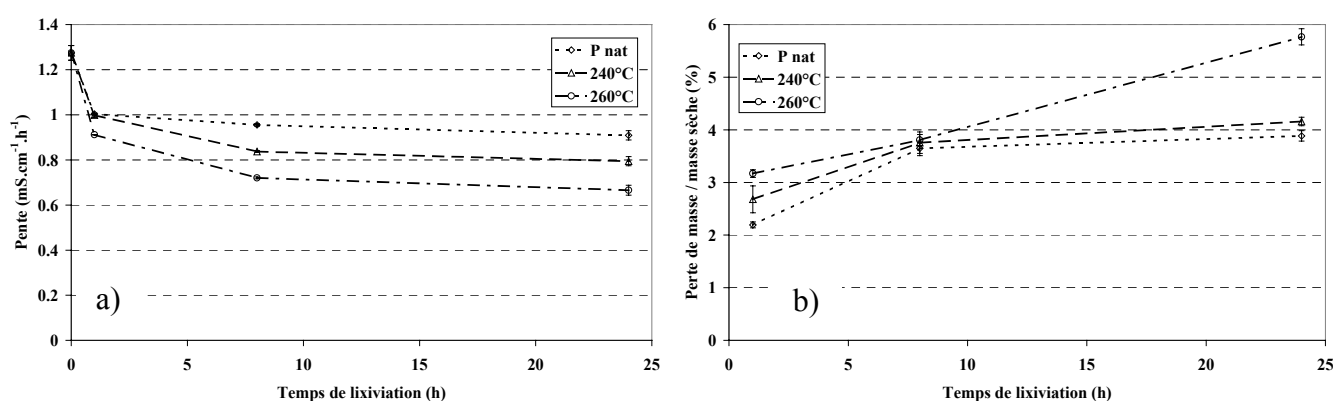 1.4
1.2
1
0.8
0.6
0.4
0.2
0
Pente (mS.cm⁻¹.h⁻¹)
P nat
240°C
260°C
a)
0 5 10 15 20 25
Temps de lixiviation (h)
6
5
4
3
2
1
0
Perte de masse / masse sèche (%)
P nat
240°C
260°C
b)
0 5 10 15 20 25
Temps de lixiviation (h)